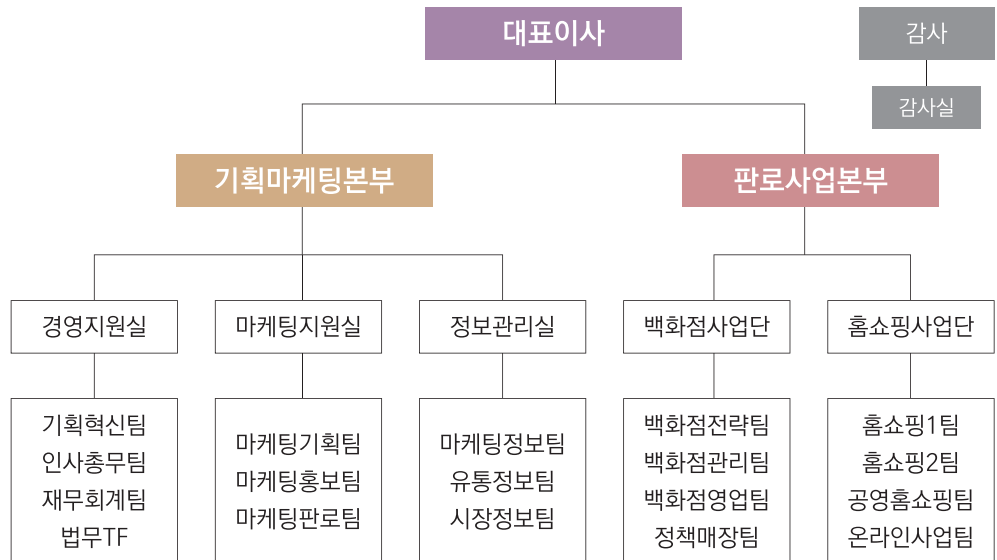 대표이사
감사
감사실
기획마케팅본부
판로사업본부
경영지원실
마케팅지원실
정보관리실
백화점사업단
홈쇼핑사업단
기획혁신팀
인사총무팀
재무회계팀
법무TF
마케팅기획팀
마케팅홍보팀
마케팅판로팀
마케팅정보팀
유통정보팀
시장정보팀
백화점전략팀
백화점관리팀
백화점영업팀
정책매장팀
홈쇼핑1팀
홈쇼핑2팀
공영홈쇼핑팀
온라인사업팀